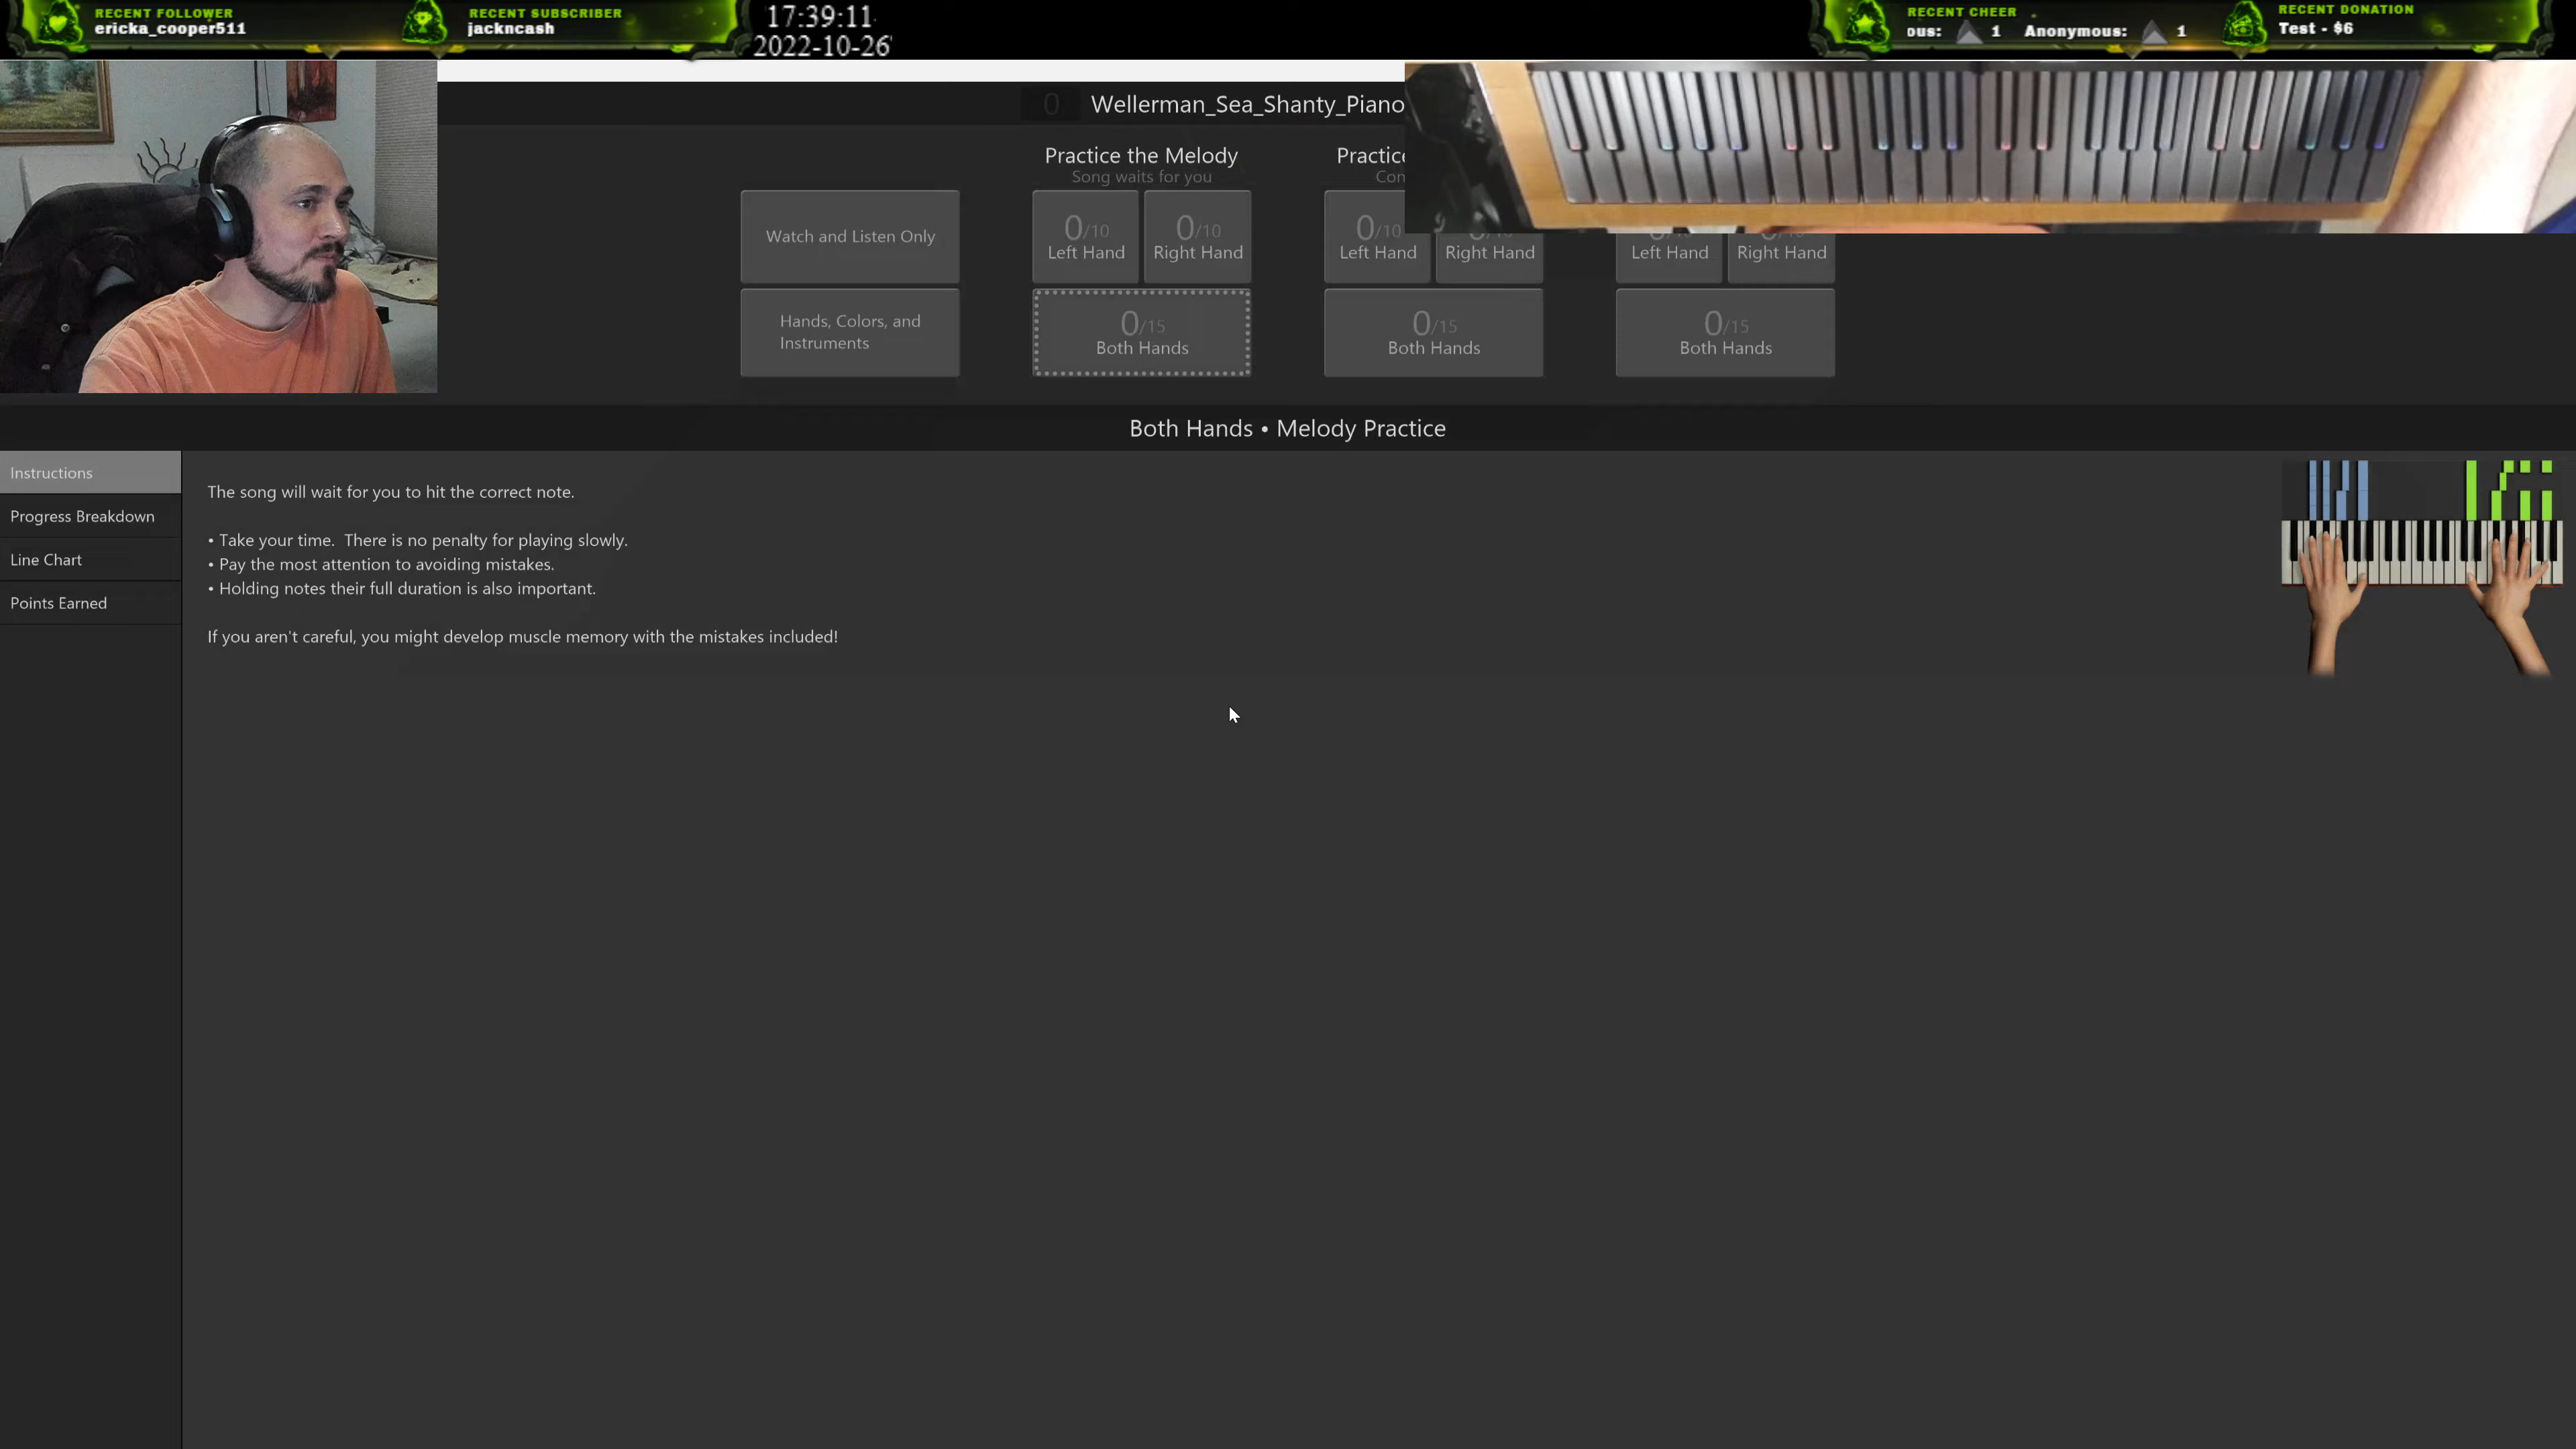 RECENT FOLLOWER
ericka_cooper511
RECENT SUBSCRIBER
jackncash
17:39:11
2022-10-26
RECENT CHEER
ous: 1 Anonymous: 1
RECENT DONATION
Test - $6
0 Wellerman_Sea_Shanty_Piano
Practice the Melody
Song waits for you
Practice
Con
Watch and Listen Only
0/10
Left Hand
0/10
Right Hand
0/10
Left Hand
Right Hand
Left Hand
Right Hand
Hands, Colors, and
Instruments
0/15
Both Hands
0/15
Both Hands
0/15
Both Hands
Both Hands • Melody Practice
Instructions
Progress Breakdown
Line Chart
Points Earned
The song will wait for you to hit the correct note.
• Take your time. There is no penalty for playing slowly.
• Pay the most attention to avoiding mistakes.
• Holding notes their full duration is also important.
If you aren't careful, you might develop muscle memory with the mistakes included!